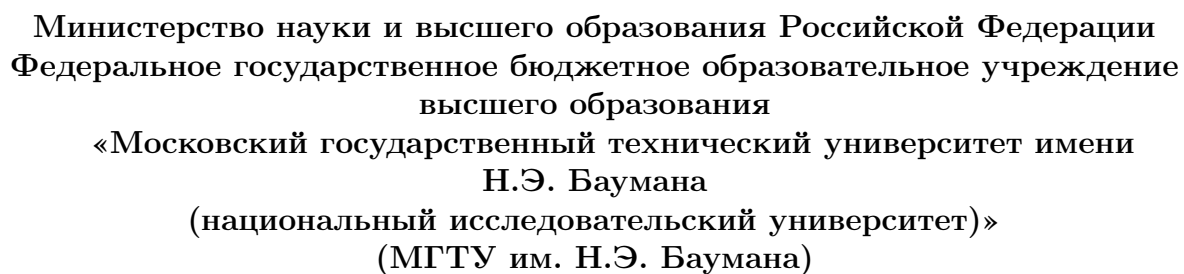 Министерство науки и высшего образования Российской Федерации
Федеральное государственное бюджетное образовательное учреждение
высшего образования
«Московский государственный технический университет имени
Н.Э. Баумана
(национальный исследовательский университет)»
(МГТУ им. Н.Э. Баумана)